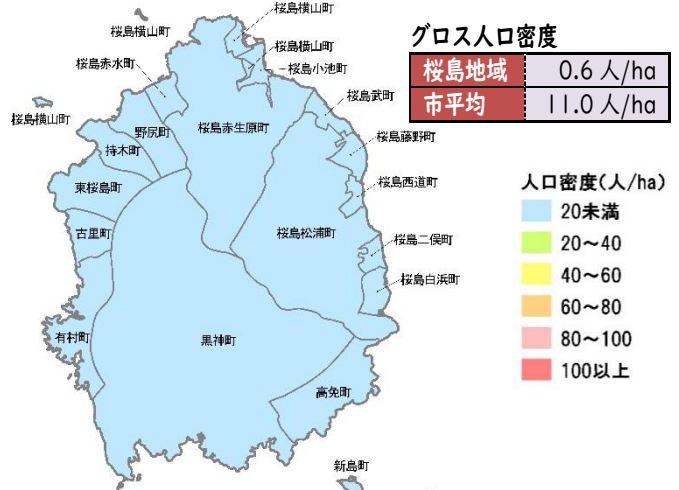 桜島横山町
桜島横山町
グロス人口密度
桜島横山町
桜島地域 0.6 人/ha
桜島赤水町
桜島小池町
市平均 11.0 人/ha
桜島横山町
桜島武町
野尻町
桜島赤生原町
桜島藤野町
持木町
桜島西道町
人口密度(人/ha)
東桜島町
20未満
古里町
桜島松浦町
桜島二俣町
20～40
桜島白浜町
40～60
60～80
有村町
黒神町
80～100
100以上
高免町
新島町